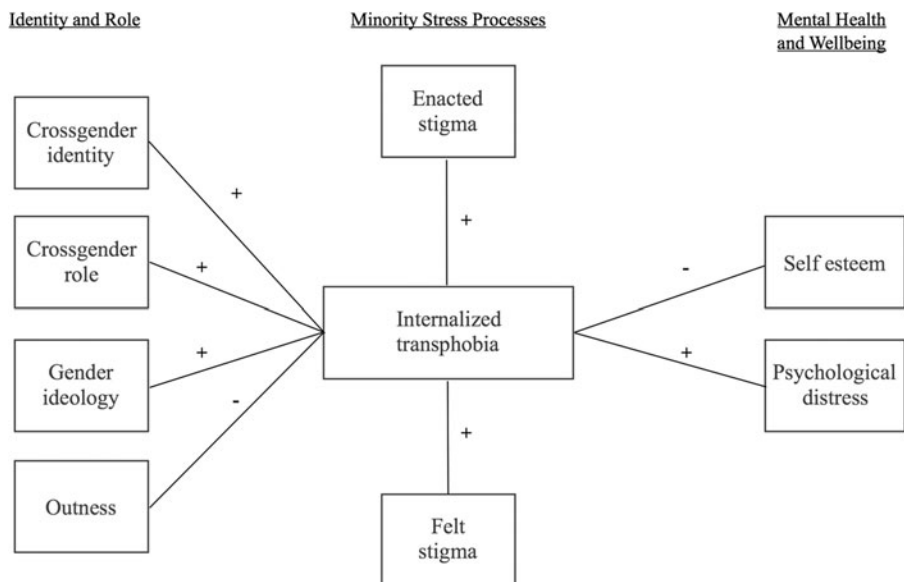 Identity and Role
Minority Stress Processes
Mental Health
and Wellbeing
Crossgender
identity
Crossgender
role
Gender
ideology
Outness
+
+
+
-
Enacted
stigma
+
Internalized
transphobia
+
Felt
stigma
-
+
Self esteem
Psychological
distress